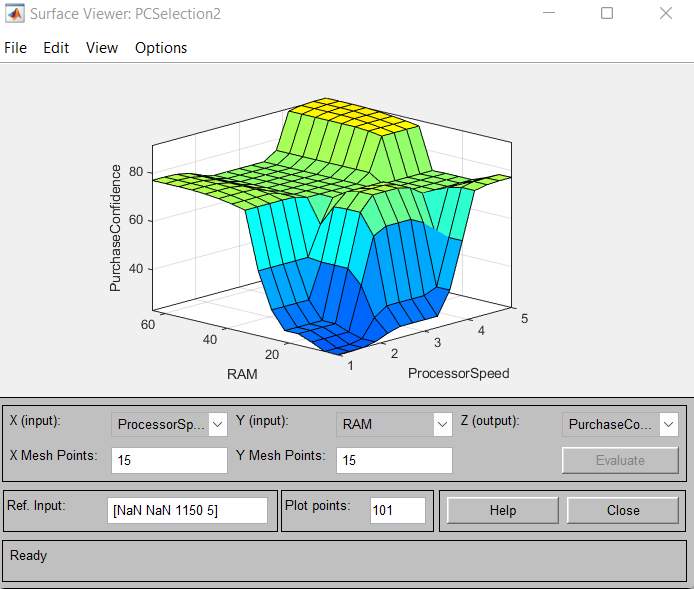 Surface Viewer: PCSelection2
File Edit View Options
PurchaseConfidence
80
60
40
60
40
20
RAM
1
2
3
4
5
ProcessorSpeed
X (input): ProcessorSp... Y (input): RAM Z (output): PurchaseCo...
X Mesh Points: 15 Y Mesh Points: 15 Evaluate
Ref. Input: [NaN NaN 1150 5] Plot points: 101 Help Close
Ready